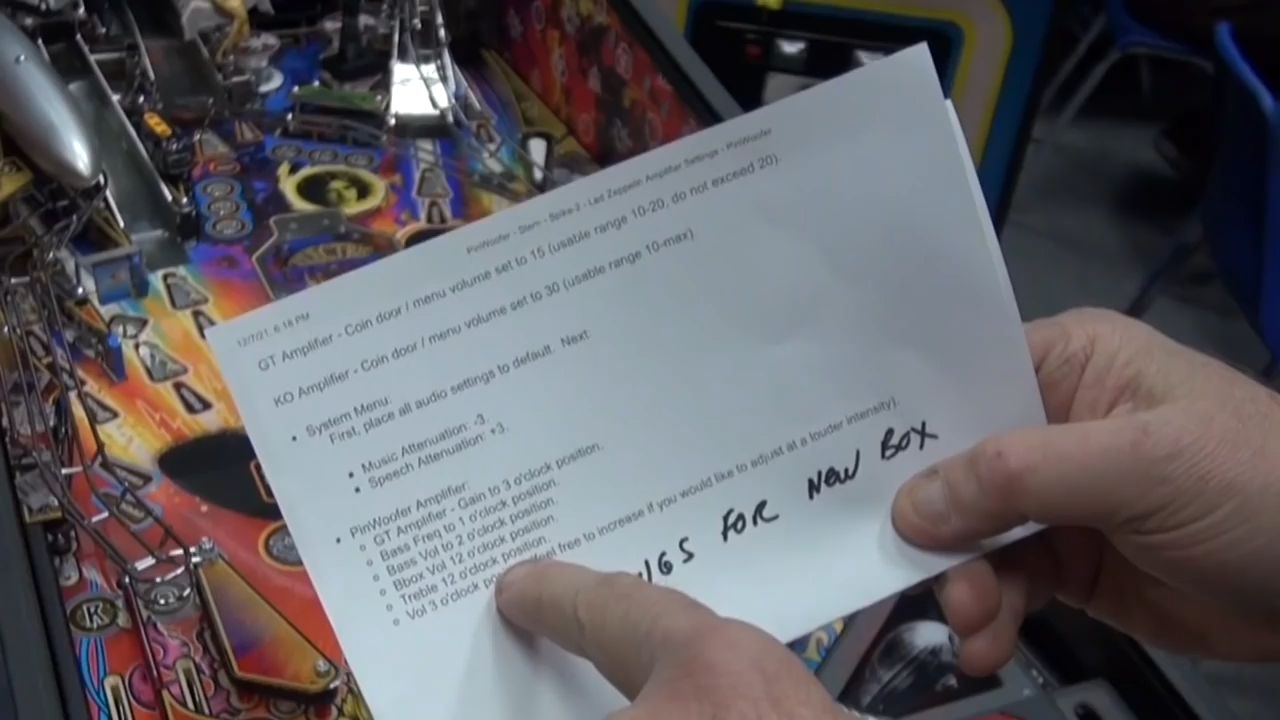 12/7/21, 6:18 PM
PinWoofer - Stern - Spike-2 - Led Zeppelin Amplifier Settings - PinWoofer
GT Amplifier - Coin door / menu volume set to 15 (usable range 10-20, do not exceed 20).
KO Amplifier - Coin door / menu volume set to 30 (usable range 10-max)
• System Menu:
First, place all audio settings to default. Next
• Music Attenuation: -3.
• Speech Attenuation: +3.
• PinWoofer Amplifier:
○ GT Amplifier - Gain to 3 o'clock position.
○ Bass Freq to 1 o'clock position.
○ Bass Vol to 2 o'clock position.
○ Bbox Vol 12 o'clock position.
○ Treble 12 o'clock position.
○ Vol 3 o'clock feel free to increase if you would like to adjust at a louder intensity).
FOR NEW BOX
K